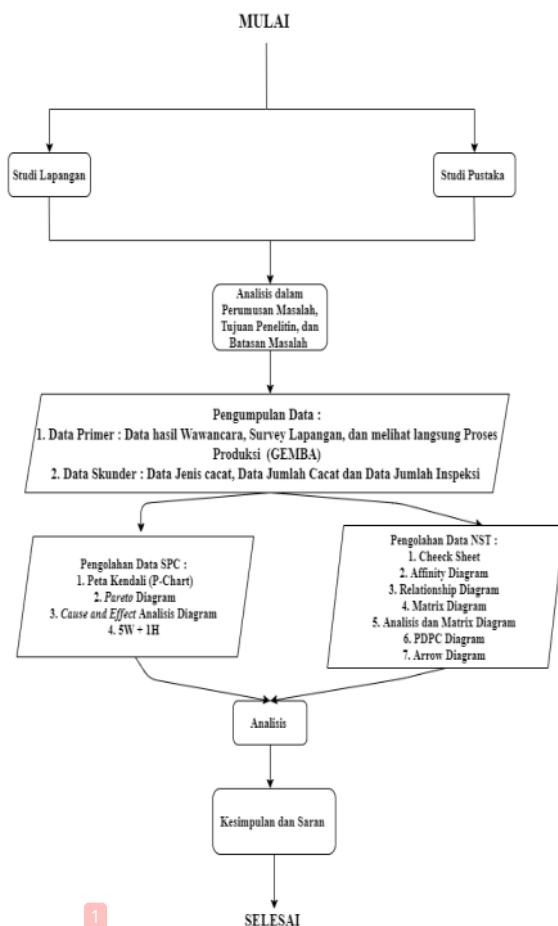 MULAI
Studi Lapangan
Studi Pustaka
Analisis dalam
Perumusan Masalah,
Tujuan Penelitin, dan
Batasan Masalah
Pengumpulan Data :
1. Data Primer : Data hasil Wawancara, Survey Lapangan, dan melihat langsung Proses
Produksi (GEMBA)
2. Data Skunder : Data Jenis cacat, Data Jumlah Cacat dan Data Jumlah Inspeksi
Pengolahan Data SPC :
1. Peta Kendali (P-Chart)
2. Pareto Diagram
3. Cause and Effect Analisis Diagram
4. 5W + 1H
Pengolahan Data NST :
1. Cheeck Sheet
2. Affinity Diagram
3. Relationship Diagram
4. Matrix Diagram
5. Analisis dan Matrix Diagram
6. PDPC Diagram
7. Arrow Diagram
Analisis
Kesimpulan dan Saran
1
SELESAI